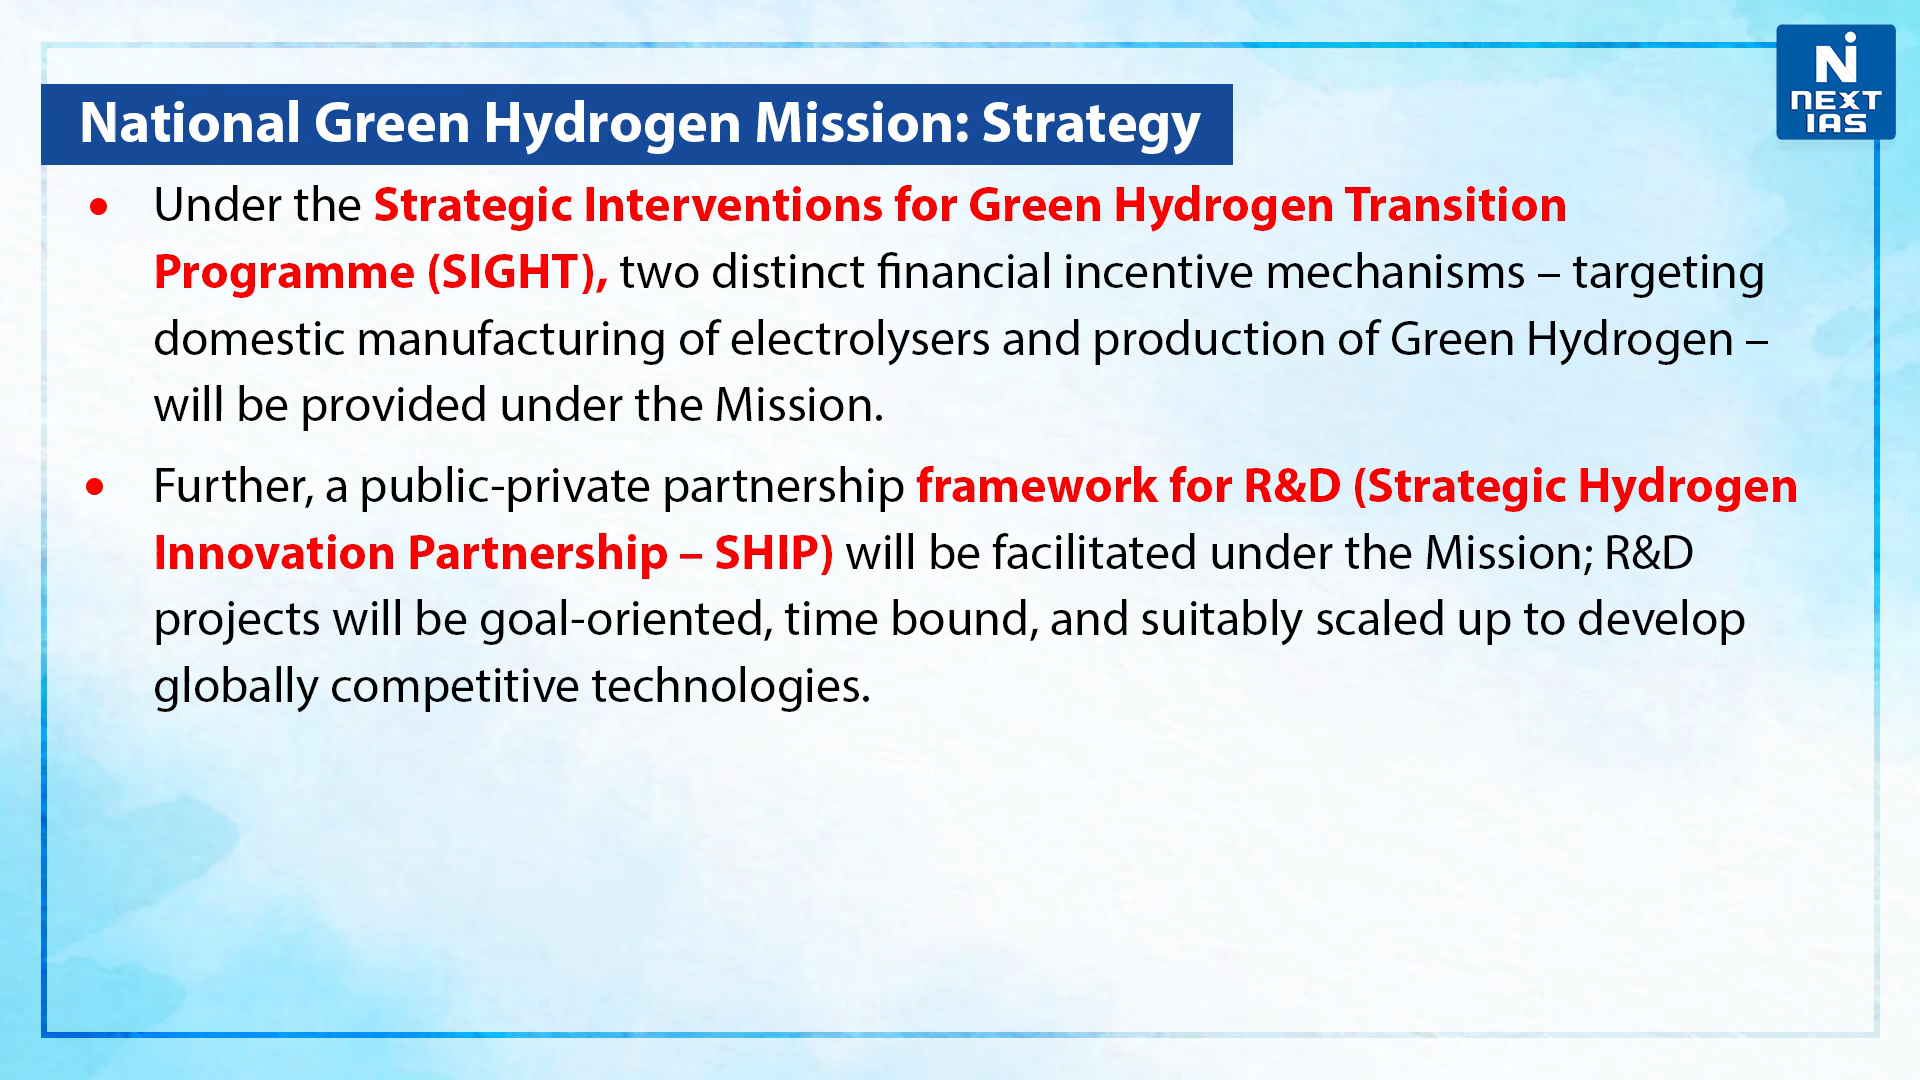 National Green Hydrogen Mission: Strategy
NEXT
IAS
• Under the Strategic Interventions for Green Hydrogen Transition
Programme (SIGHT), two distinct financial incentive mechanisms – targeting
domestic manufacturing of electrolysers and production of Green Hydrogen –
will be provided under the Mission.
• Further, a public-private partnership framework for R&D (Strategic Hydrogen
Innovation Partnership – SHIP) will be facilitated under the Mission; R&D
projects will be goal-oriented, time bound, and suitably scaled up to develop
globally competitive technologies.